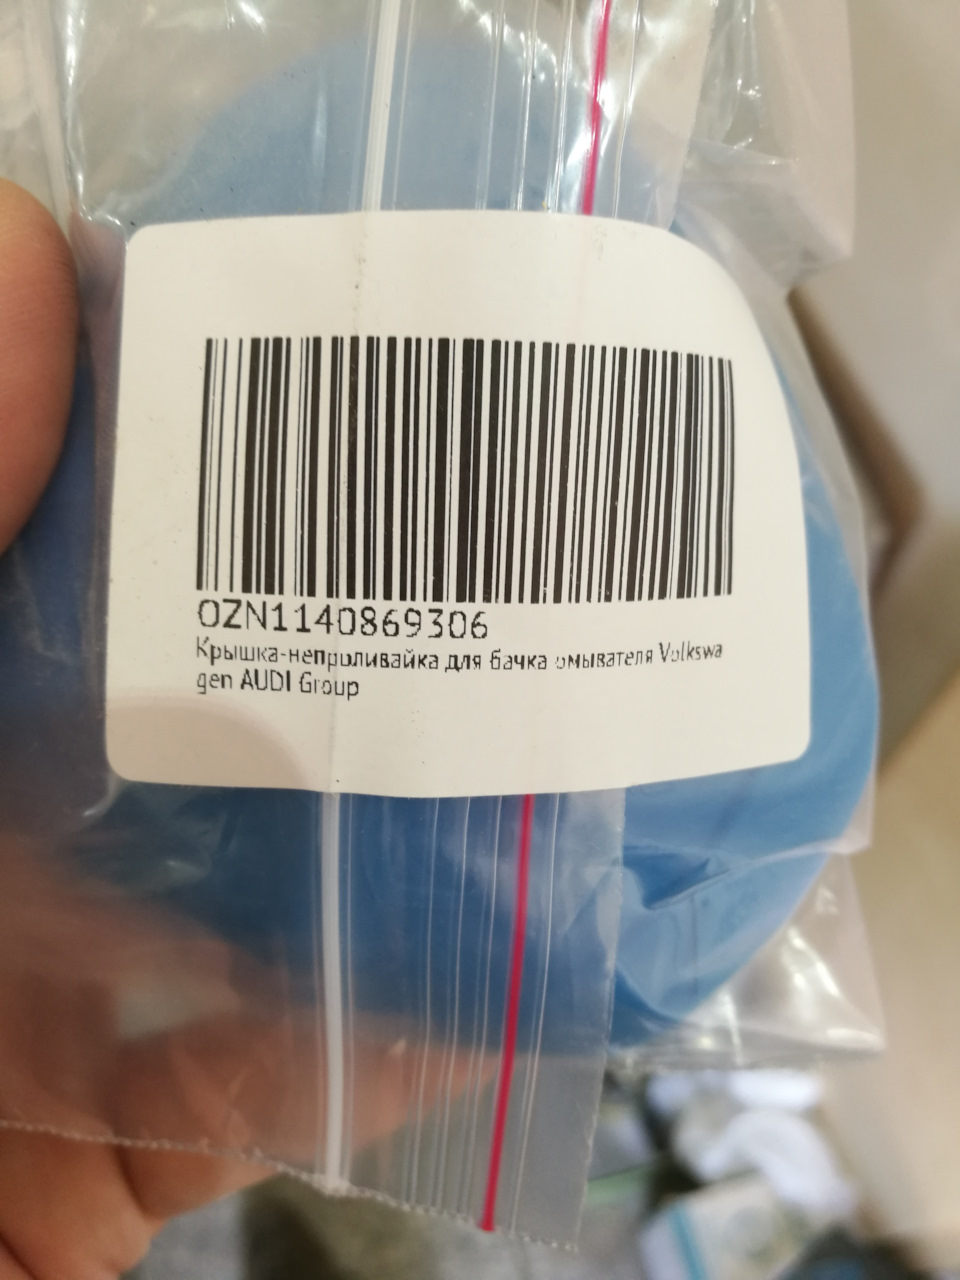 OZN1140869306
Крышка-непроливайка для бачка омывателя Volkswa
gen AUDI Group